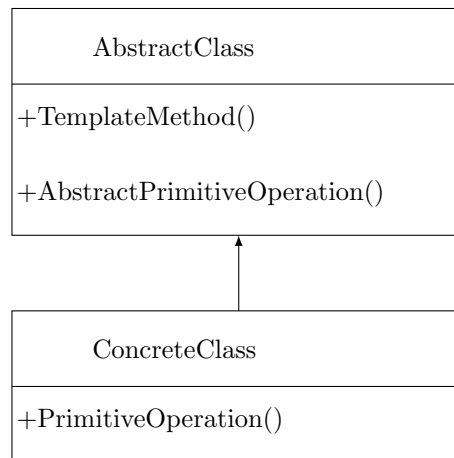 AbstractClass
+TemplateMethod()
+AbstractPrimitiveOperation()
ConcreteClass
+PrimitiveOperation()